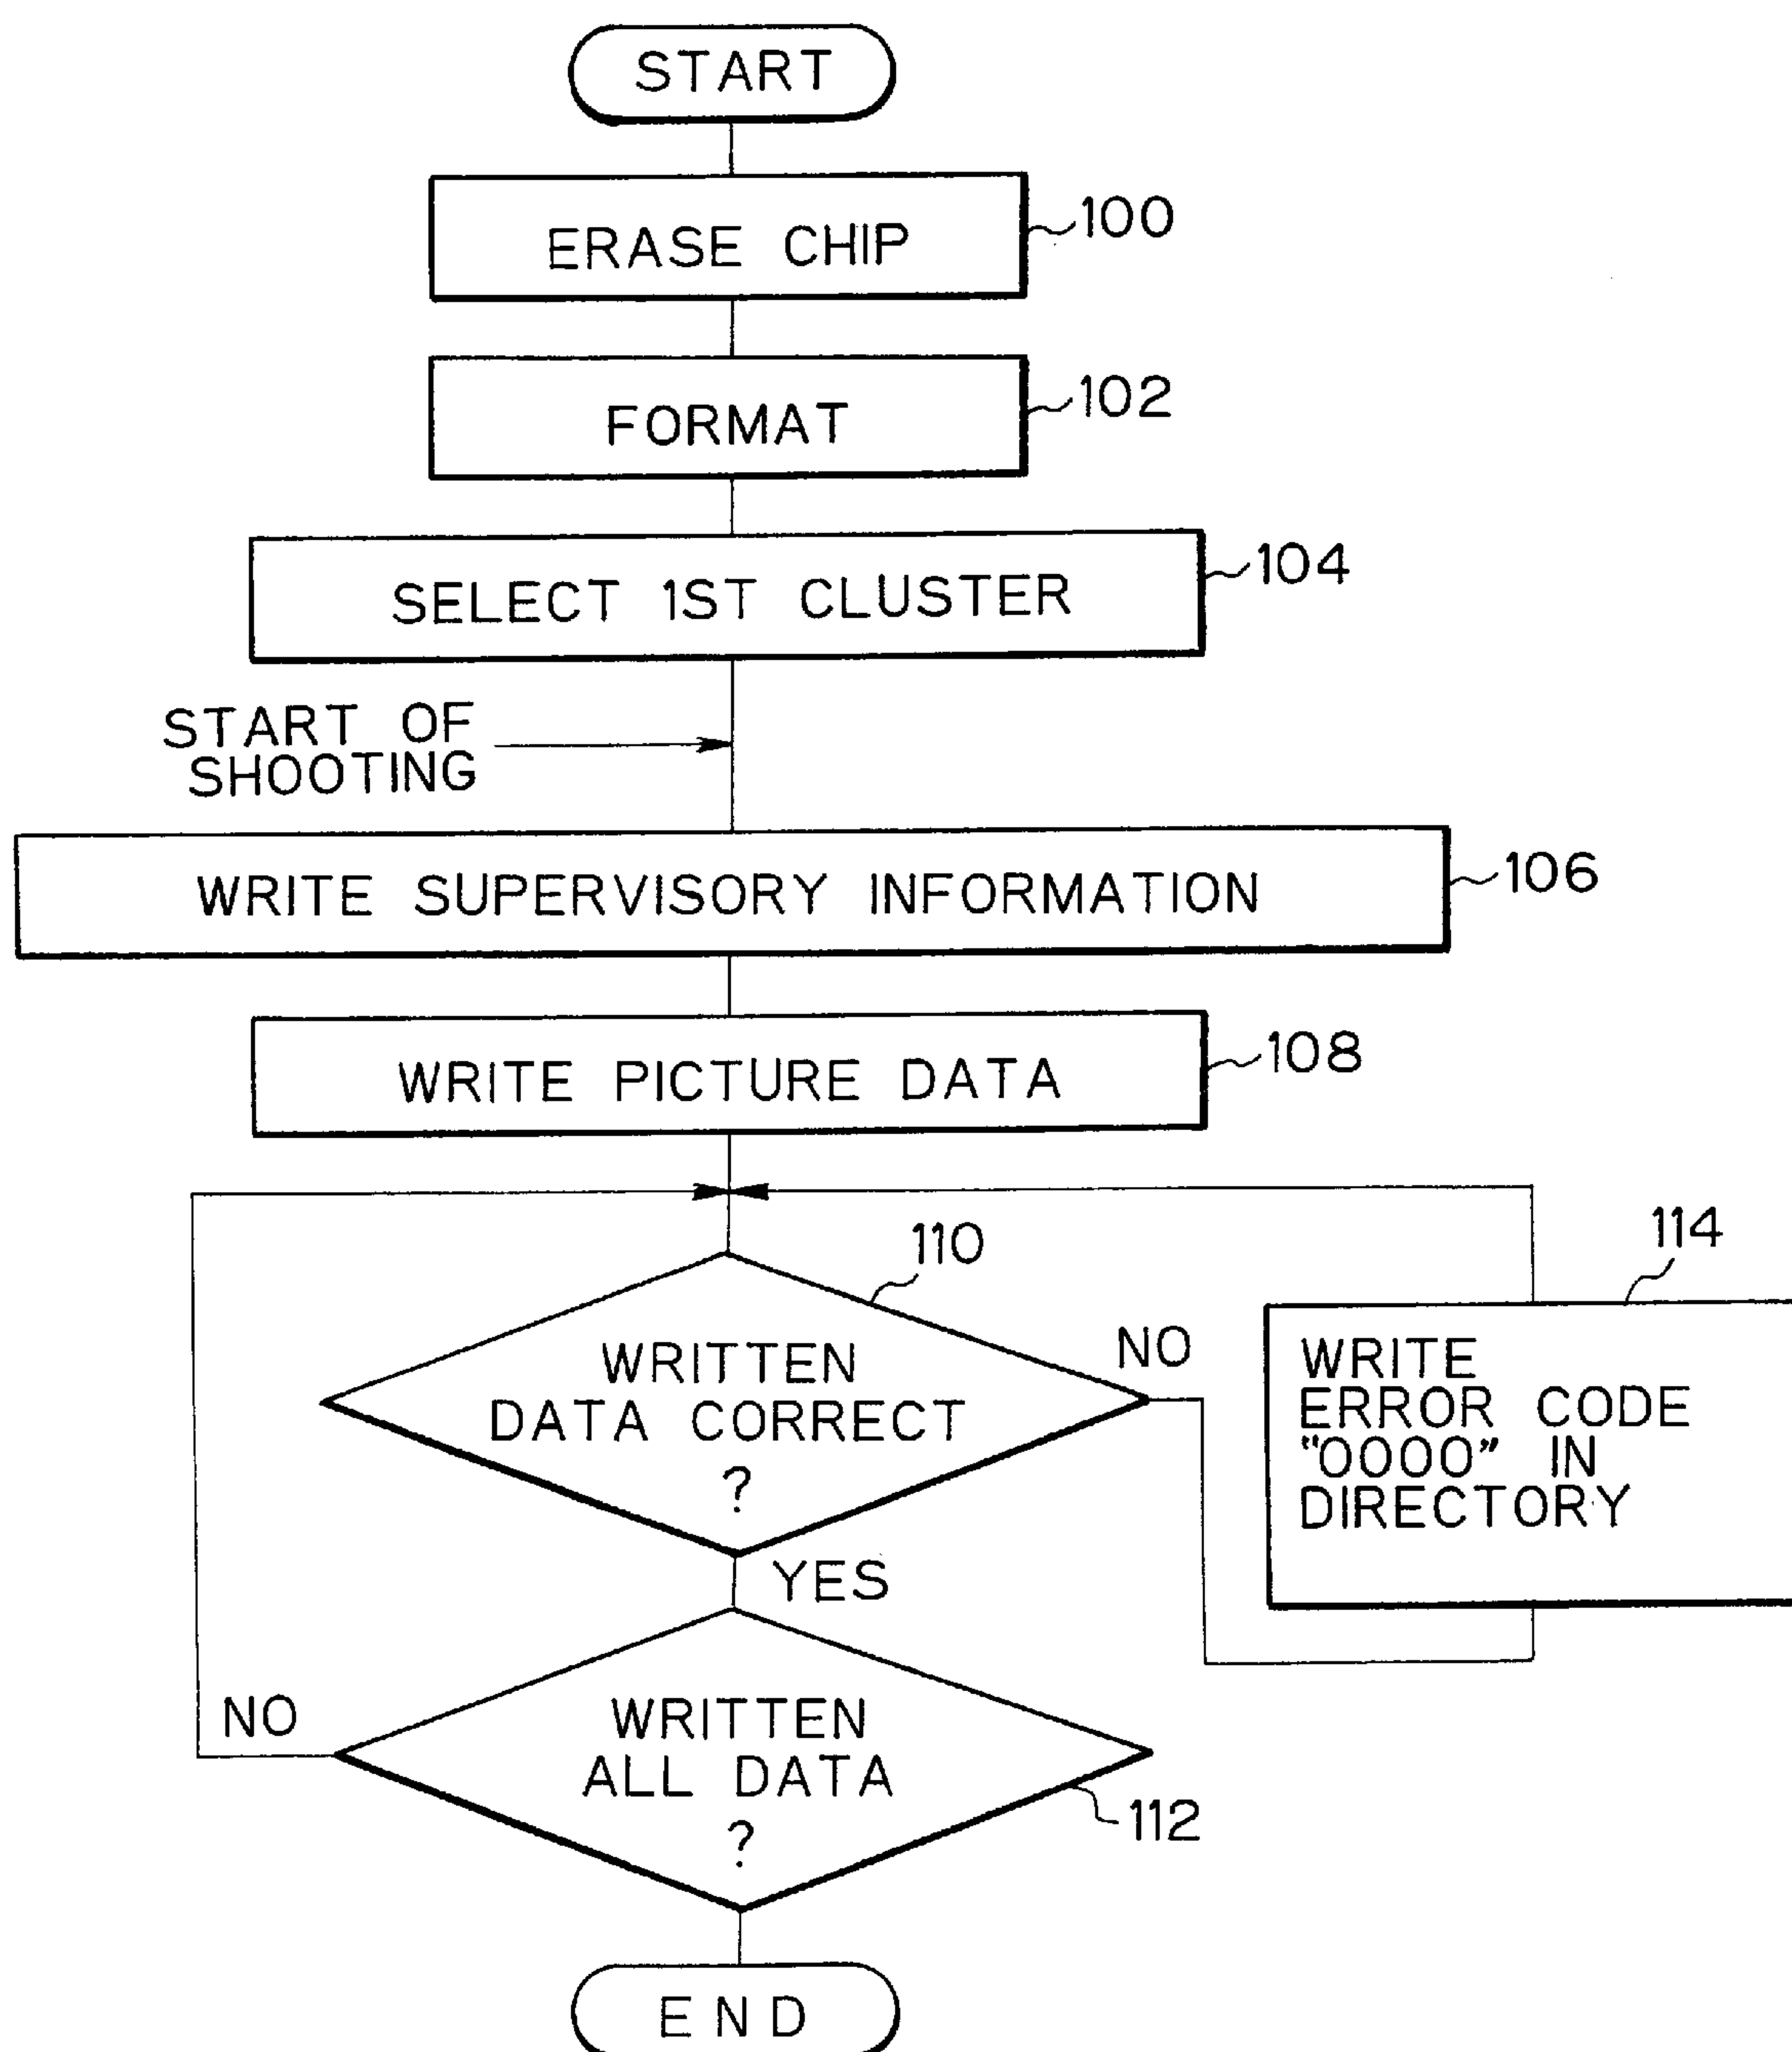 START
ERASE CHIP
100
FORMAT
102
SELECT 1ST CLUSTER
104
START OF
SHOOTING
WRITE SUPERVISORY INFORMATION
106
WRITE PICTURE DATA
108
110
114
WRITTEN
DATA CORRECT
?
NO
WRITE
ERROR CODE
"0000" IN
DIRECTORY
YES
NO
WRITTEN
ALL DATA
?
112
END